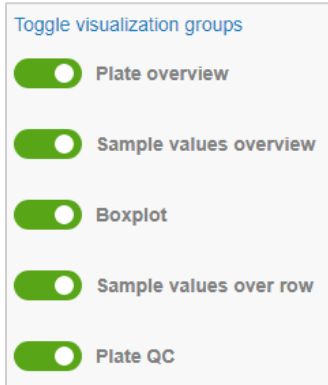 Toggle visualization groups
Plate overview
Sample values overview
Boxplot
Sample values over row
Plate QC